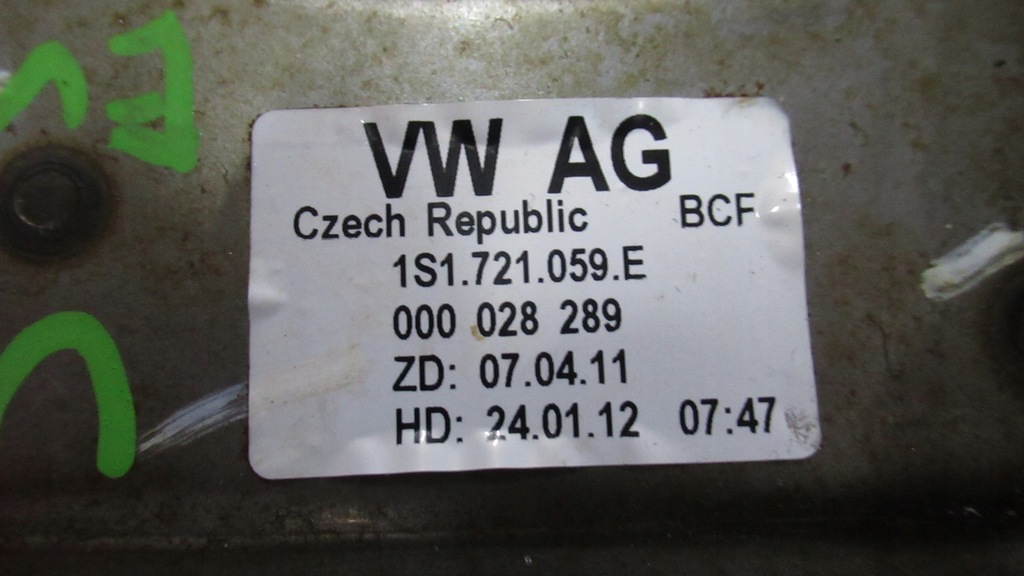 VW AG
Czech Republic BCF
1S1.721.059.E
000 028 289
ZD: 07.04.11
HD: 24.01.12 07:47